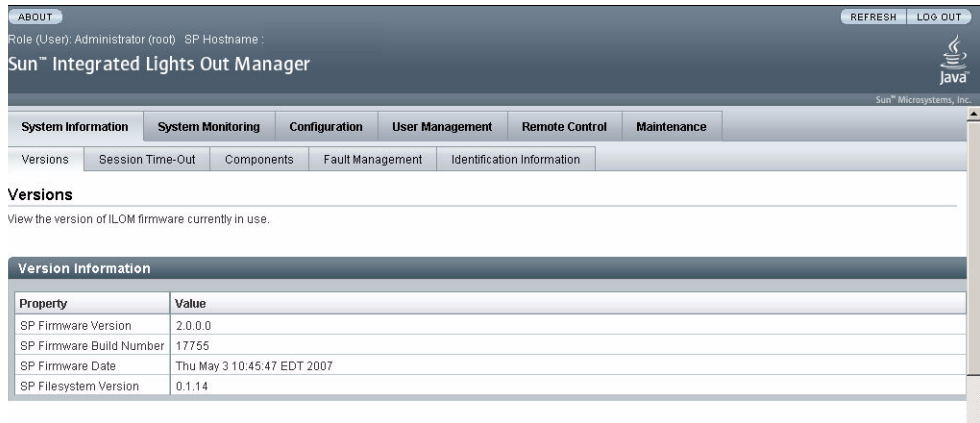 ABOUT REFRESH LOG OUT
Role (User): Administrator (root) SP Hostname :
Sun™ Integrated Lights Out Manager
Java™
Sun™ Microsystems, Inc.
System Information System Monitoring Configuration User Management Remote Control Maintenance
Versions Session Time-Out Components Fault Management Identification Information
Versions
View the version of ILOM firmware currently in use.
Version Information
Property Value
SP Firmware Version 2.0.0.0
SP Firmware Build Number 17755
SP Firmware Date Thu May 3 10:45:47 EDT 2007
SP Filesystem Version 0.1.14